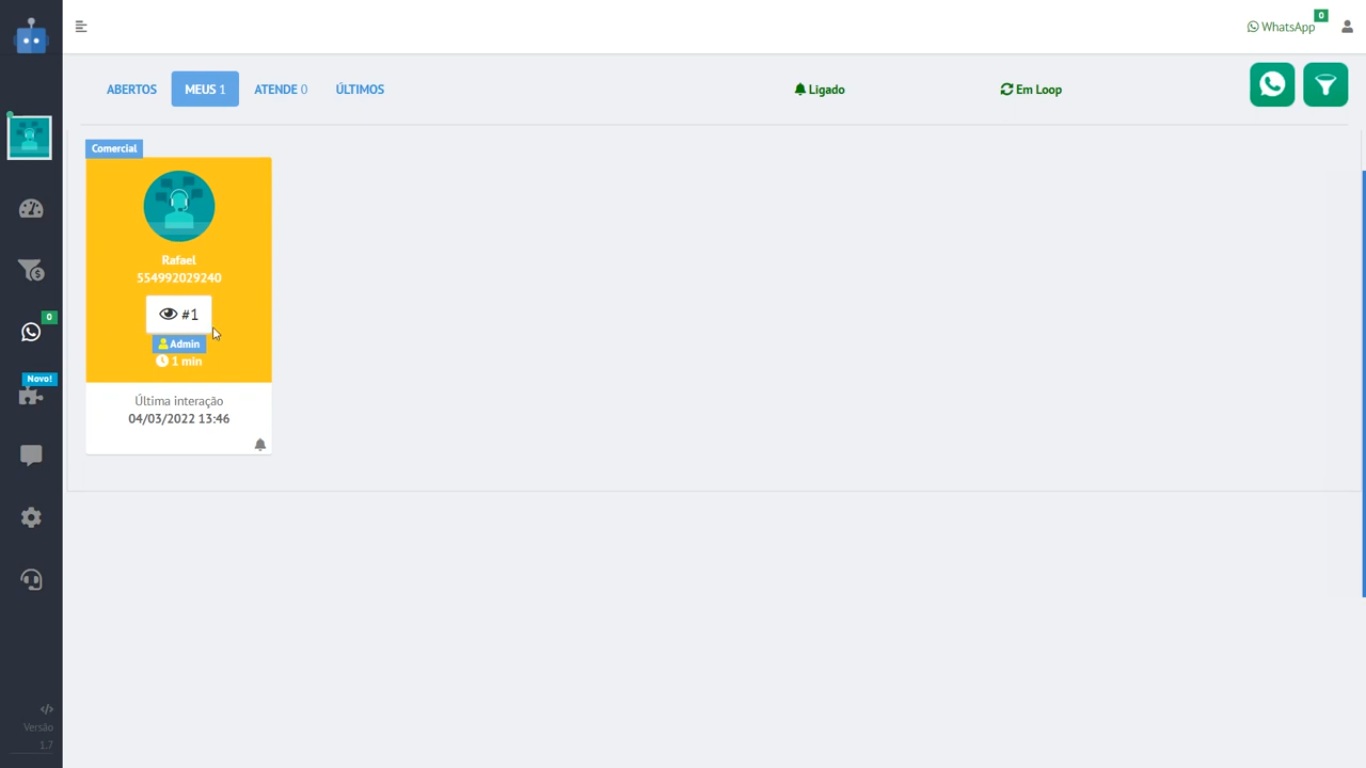 0
WhatsApp
ABERTOS
MEUS 1
ATENDE 0
ÚLTIMOS
Ligado
Em Loop
Comercial
Rafael
554992029240
#1
Admin
1 min
Última interação
04/03/2022 13:46
0
Novo!
</>
Versão
1.7